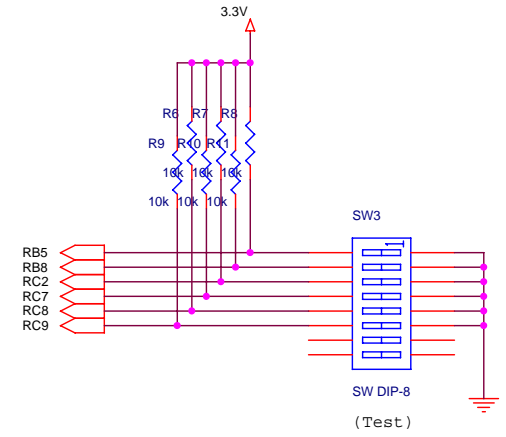 3.3V
R6 R7 R8
R9 R10 R11
10k 10k 10k
10k 10k 10k
SW3
1
RB5
RB8
RC2
RC7
RC8
RC9
SW DIP-8
(Test)